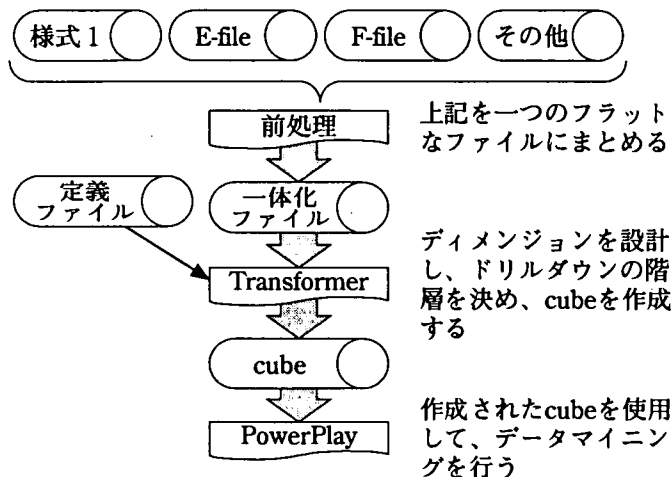 様式1
E-file
F-file
その他
前処理
上記を一つのフラット
なファイルにまとめる
定義
ファイル
一体化
ファイル
Transformer
ディメンジョンを設計
し、ドリルダウンの階
層を決め、cubeを作成
する
cube
PowerPlay
作成されたcubeを使用
して、データマイニン
グを行う